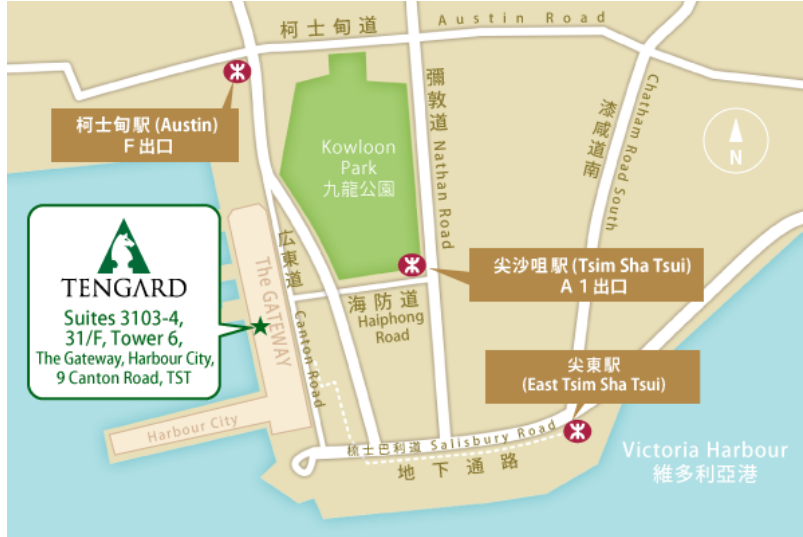 柯士甸道
Austin Road
柯士甸駅 (Austin)
F 出口
Kowloon
Park
九龍公園
彌敦道 Nathan Road
漆咸道南
Chatham Road South
N
TENGARD
Suites 3103-4,
31/F, Tower 6,
The Gateway, Harbour City,
9 Canton Road, TST
The GATEWAY
広東道
Canton Road
尖沙咀駅 (Tsim Sha Tsui)
A 1 出口
海防道
Haiphong
Road
尖東駅
(East Tsim Sha Tsui)
Harbour City
梳士巴利道 Salisbury Road
地下通路
Victoria Harbour
維多利亞港